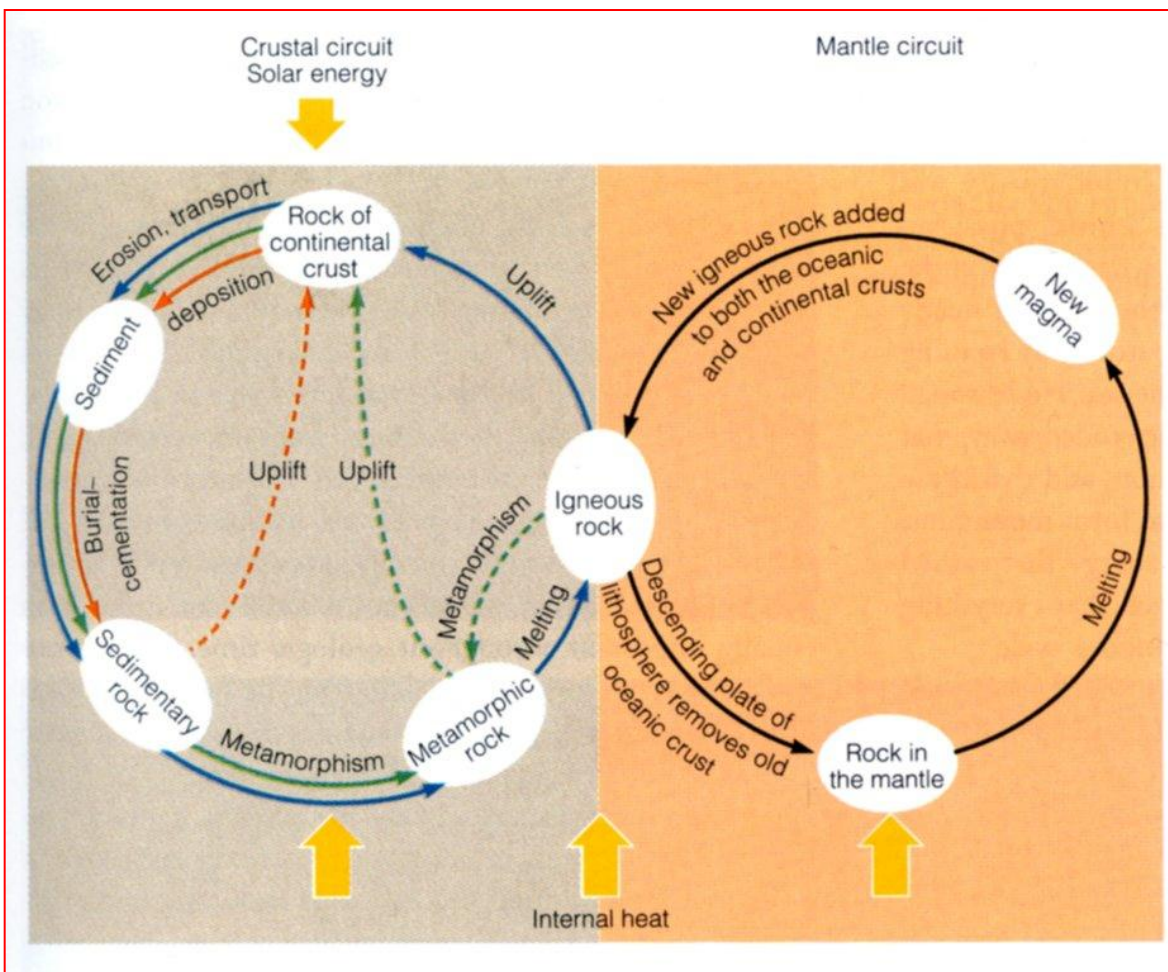 Crustal circuit
Solar energy
Mantle circuit
Erosion, transport
deposition
Rock of
continental
crust
Uplift
New igneous rock added
to both the oceanic
and continental crusts
New
magma
Sediment
Burial–
cementation
Uplift
Uplift
Metamorphism
Igneous
rock
Melting
Descending plate of
lithosphere removes old
oceanic crust
Melting
Sedimentary
rock
Metamorphism
Metamorphic
rock
Rock in
the mantle
Internal heat